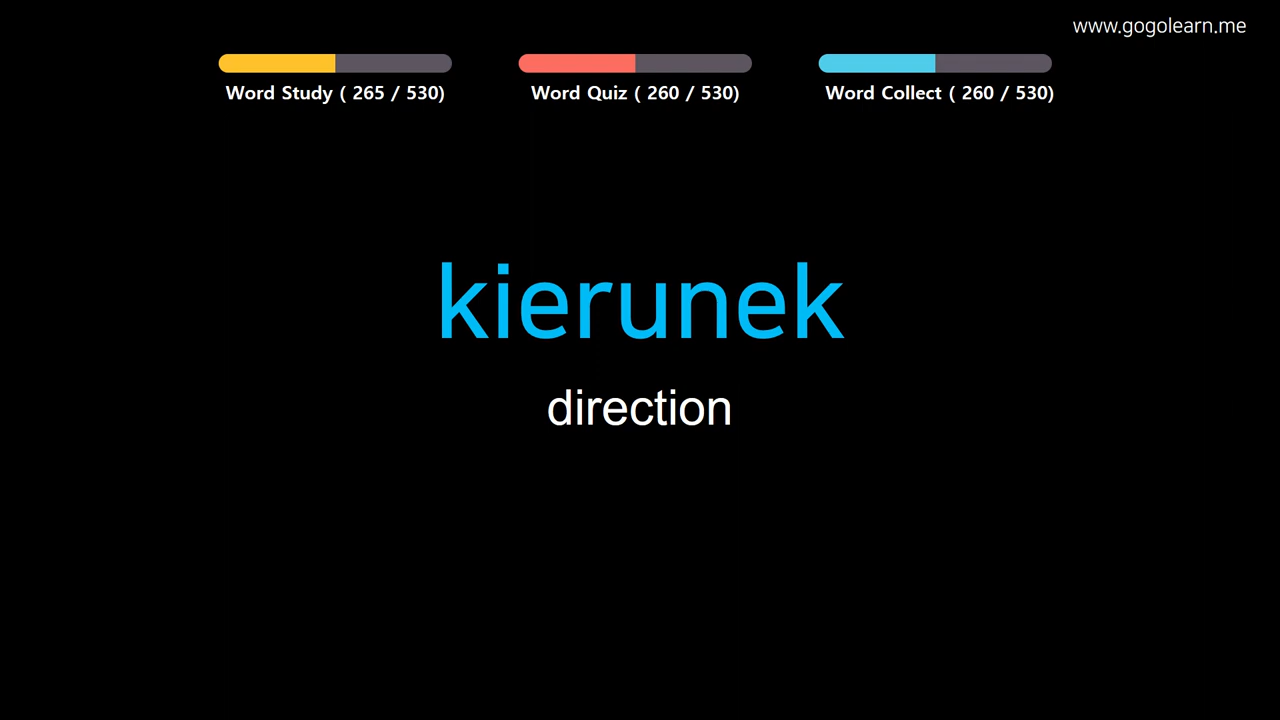 www.gogolearn.me
Word Study ( 265 / 530)
Word Quiz ( 260 / 530)
Word Collect ( 260 / 530)
kierunek
direction